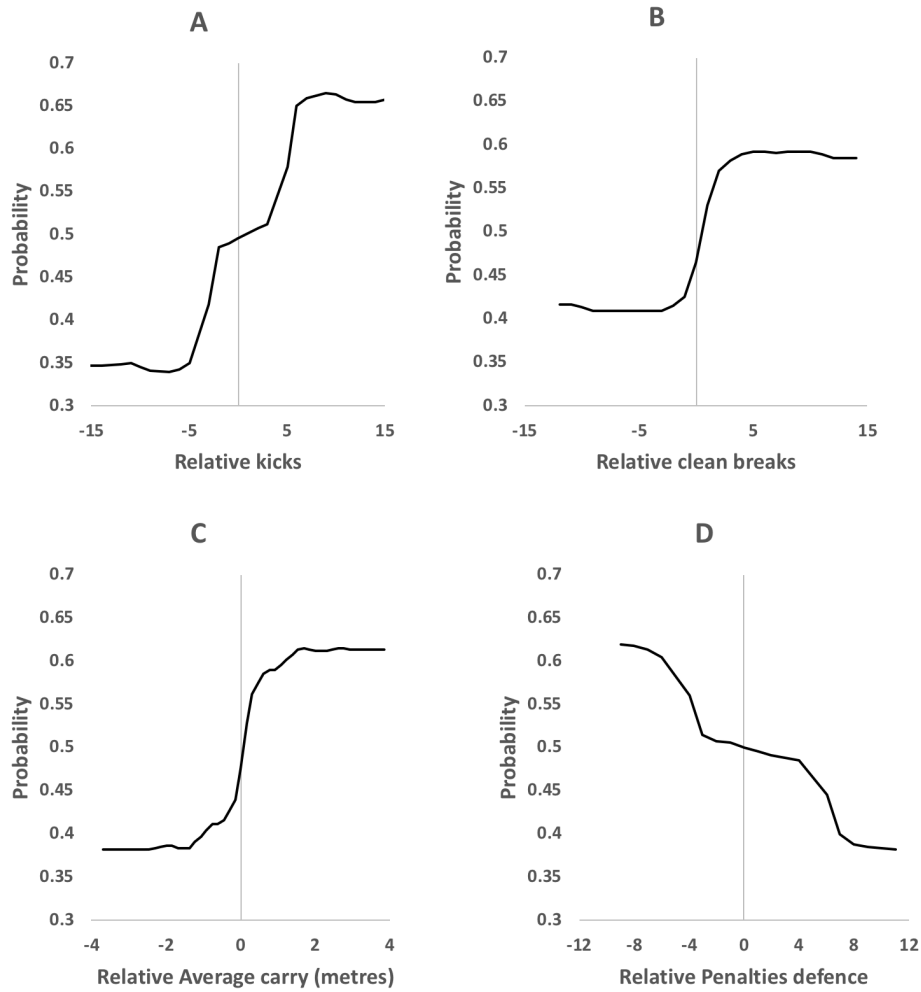 A
0.7
0.65
0.6
0.55
0.5
0.45
0.4
0.35
0.3
Probability
-15 -5 5 15
Relative kicks
B
0.7
0.65
0.6
0.55
0.5
0.45
0.4
0.35
0.3
Probability
-15 -5 5 15
Relative clean breaks
C
0.7
0.65
0.6
0.55
0.5
0.45
0.4
0.35
0.3
Probability
-4 -2 0 2 4
Relative Average carry (metres)
D
0.7
0.65
0.6
0.55
0.5
0.45
0.4
0.35
0.3
Probability
-12 -8 -4 0 4 8 12
Relative Penalties defence